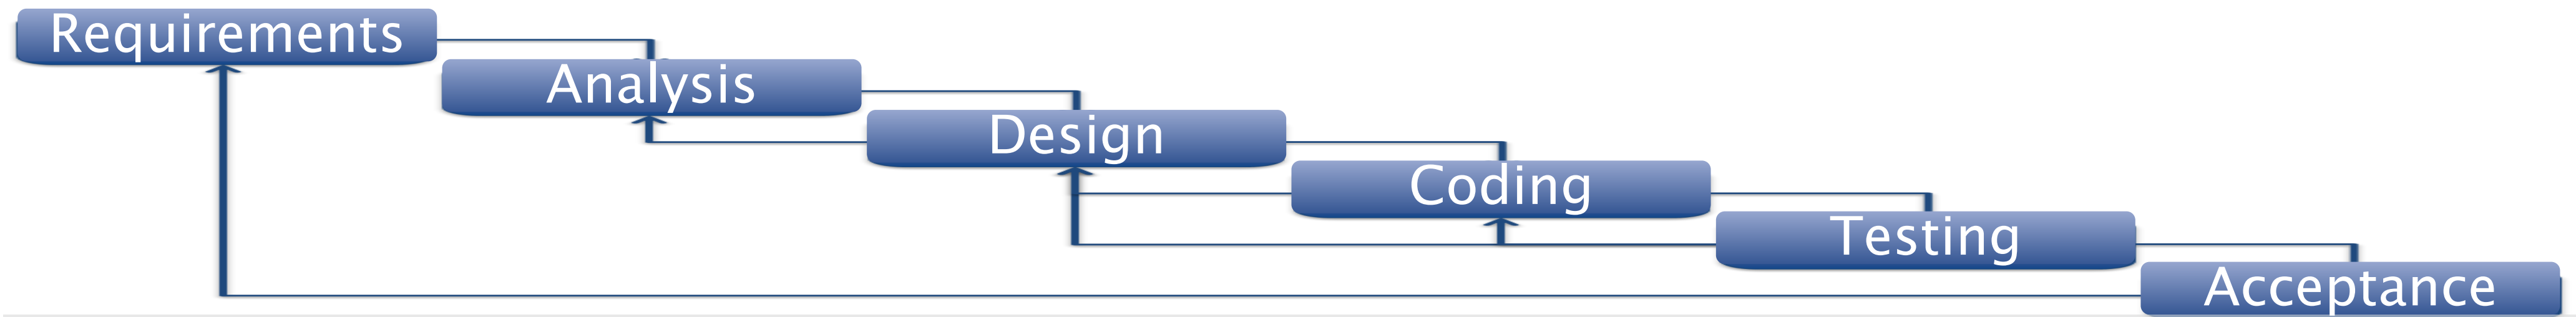 Requirements
Analysis
Design
Coding
Testing
Acceptance